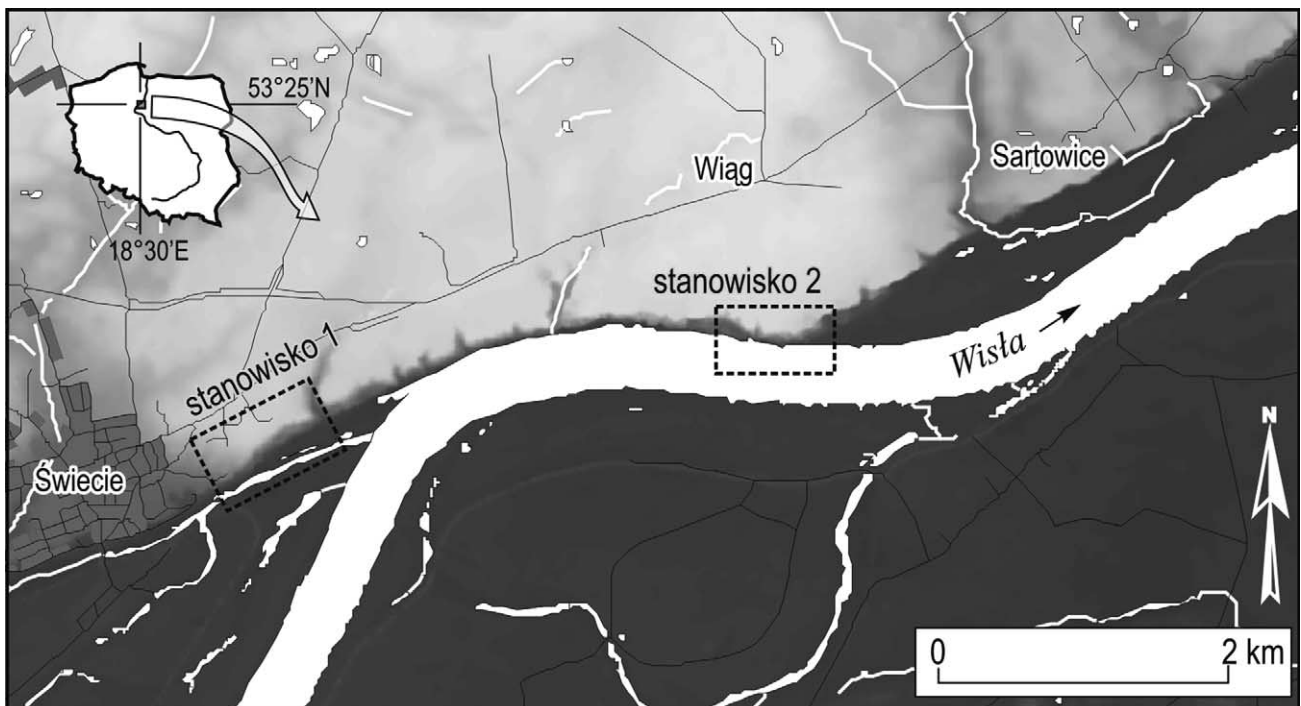 53°25'N
18°30'E
Wiąg
Sartowice
stanowisko 2
stanowisko 1
Wisła
Świecie
N
0 2 km